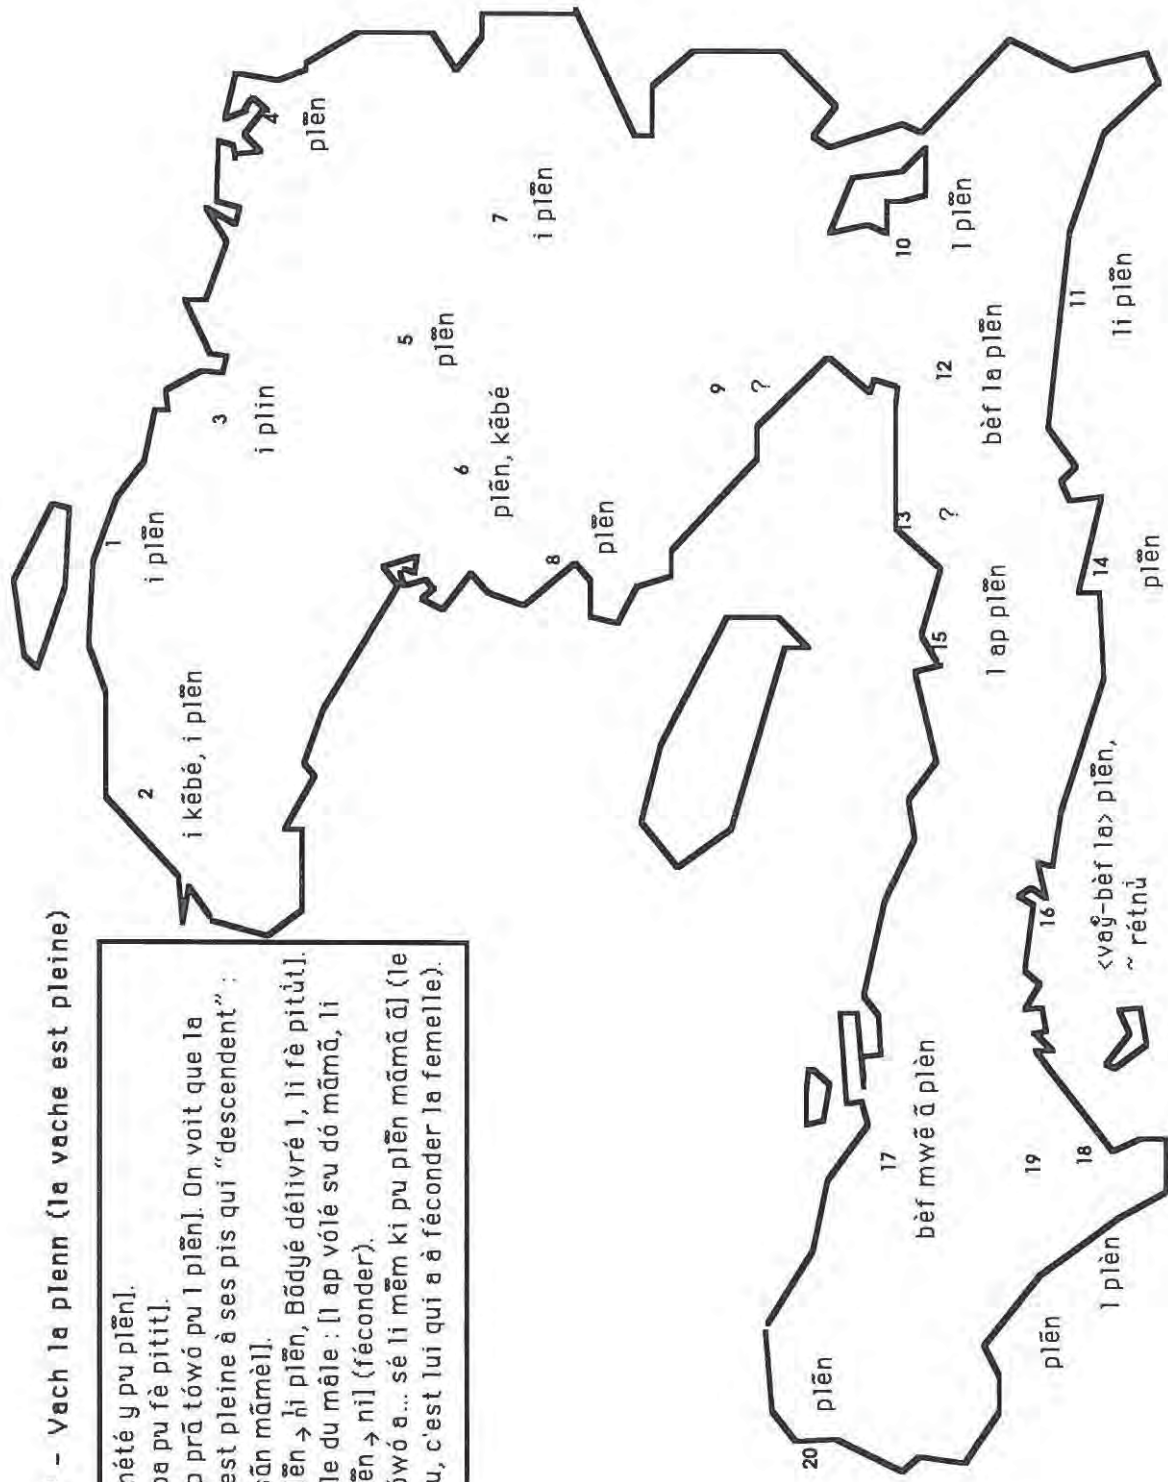 - Vach la plenn (la vache est pleine)
nété y pu plẽn].
pa pu fè pitit].
p prã tówó pu l plẽn]. On voit que la
est pleine à ses pis qui "descendent" :
sãn mãmèl].
ẽn → hi plẽn, Bõdyé délivré l, li fè pitùt].
le du mâle : [l ap vólé su dó mãmã, li
ẽn → nil] (féconder).
ówó a... sé li mẽm ki pu plẽn mãmã ã] (le
u, c'est lui qui a à féconder la femelle).
1
i plẽn
2
i kẽbé, i plẽn
3
i plin
4
plẽn
5
plẽn
6
plẽn, kẽbé
7
i plẽn
8
plẽn
9
?
10
l plẽn
11
li plẽn
12
bèf la plẽn
13
?
14
plẽn
15
l ap plẽn
16
<vaỹ-bèf la> plẽn,
~ rétnù
17
bèf mwẽ ã plèn
18
l plèn
19
plẽn
20
plẽn